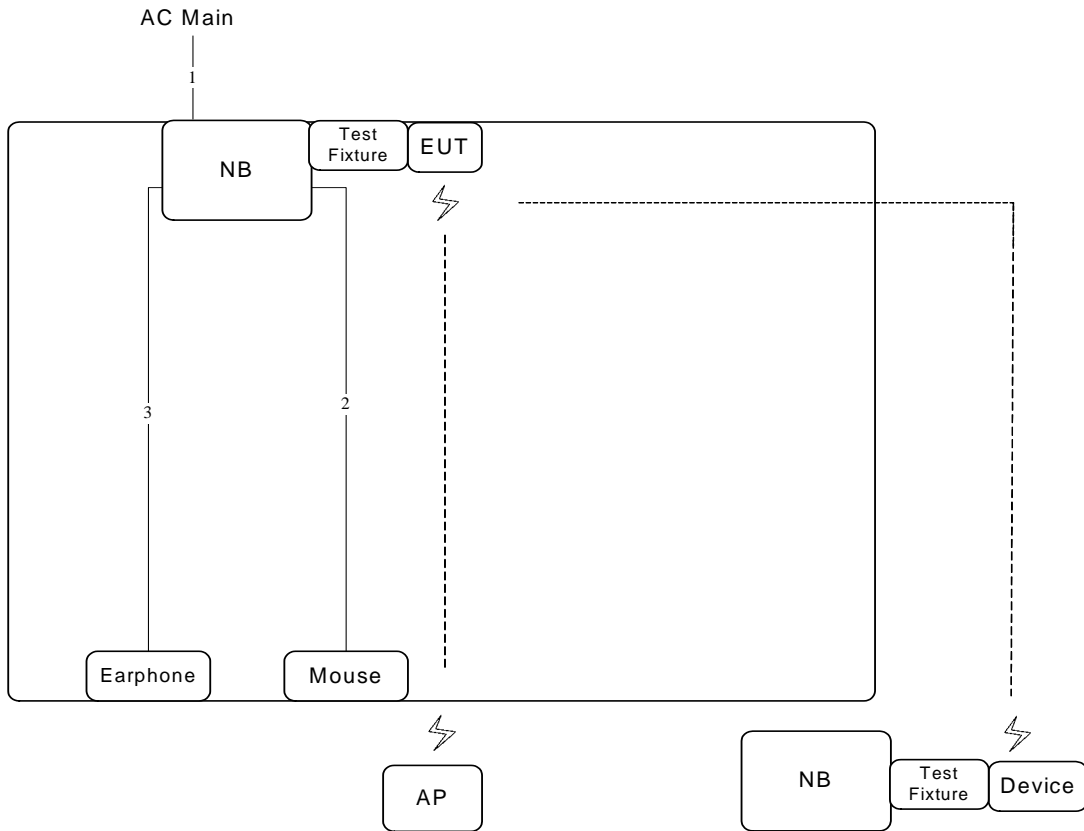 AC Main
1
NB
Test
Fixture
EUT
3
2
Earphone
Mouse
AP
NB
Test
Fixture
Device